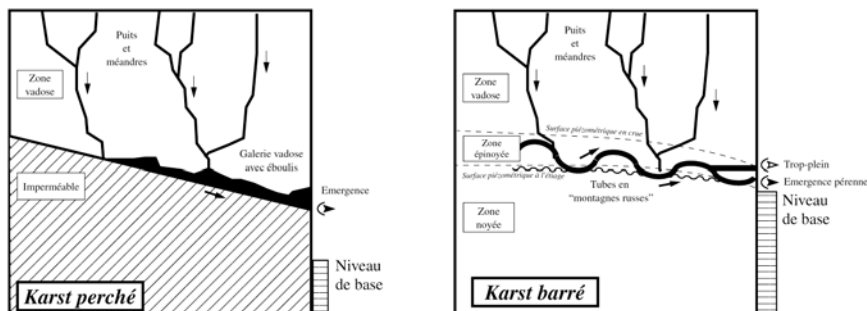 Puits
et
méandres
Zone
vadose
Galerie vadose
avec éboulis
Imperméable
Emergence
Niveau
de base
Karst perché
Puits
et
méandres
Zone
vadose
Surface piézométrique en crue
Zone
épinoyée
Trop-plein
Surface piézométrique à l'étiage
Emergence pérenne
Tubes en
"montagnes russes"
Niveau
de base
Zone
noyée
Karst barré